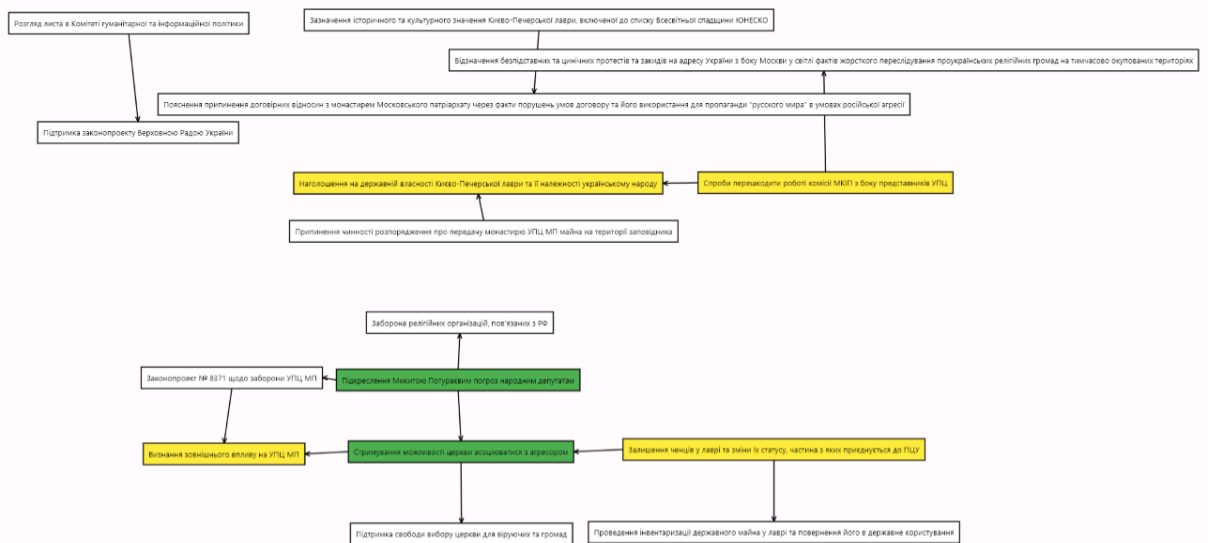 Розгляд листа в Комітеті гуманітарної та інформаційної політики
Зазначення історичного та культурного значення Києво-Печерської лаври, включеної до списку Всесвітньої спадщини ЮНЕСКО
Відзначення безпідставних та цинічних протестів та закидів на адресу України з боку Москви у світлі фактів жорсткого переслідування проукраїнських релігійних громад на тимчасово окупованих територіях
Пояснення припинення договірних відносин з монастирем Московського патріархату через факти порушень умов договору та його використання для пропаганди "русского мира" в умовах російської агресії
Підтримка законопроекту Верховною Радою України
Наголошення на державній власності Києво-Печерської лаври та її належності українському народу
Спроби перешкодити роботі комісії МКІП з боку представників УПЦ
Припинення чинності розпорядження про передачу монастирю УПЦ МП майна на території заповідника
Заборона релігійних організацій, пов'язаних з РФ
Законопроект № 8371 щодо заборони УПЦ МП
Підкреслення Микитою Потураєвим погроз народним депутатам
Визнання зовнішнього впливу на УПЦ МП
Стримування можливості церкви асоціюватися з агресором
Залишення ченців у лаврі та зміни їх статусу, частина з яких приєднується до ПЦУ
Підтримка свободи вибору церкви для віруючих та громад
Проведення інвентаризації державного майна у лаврі та повернення його в державне користування